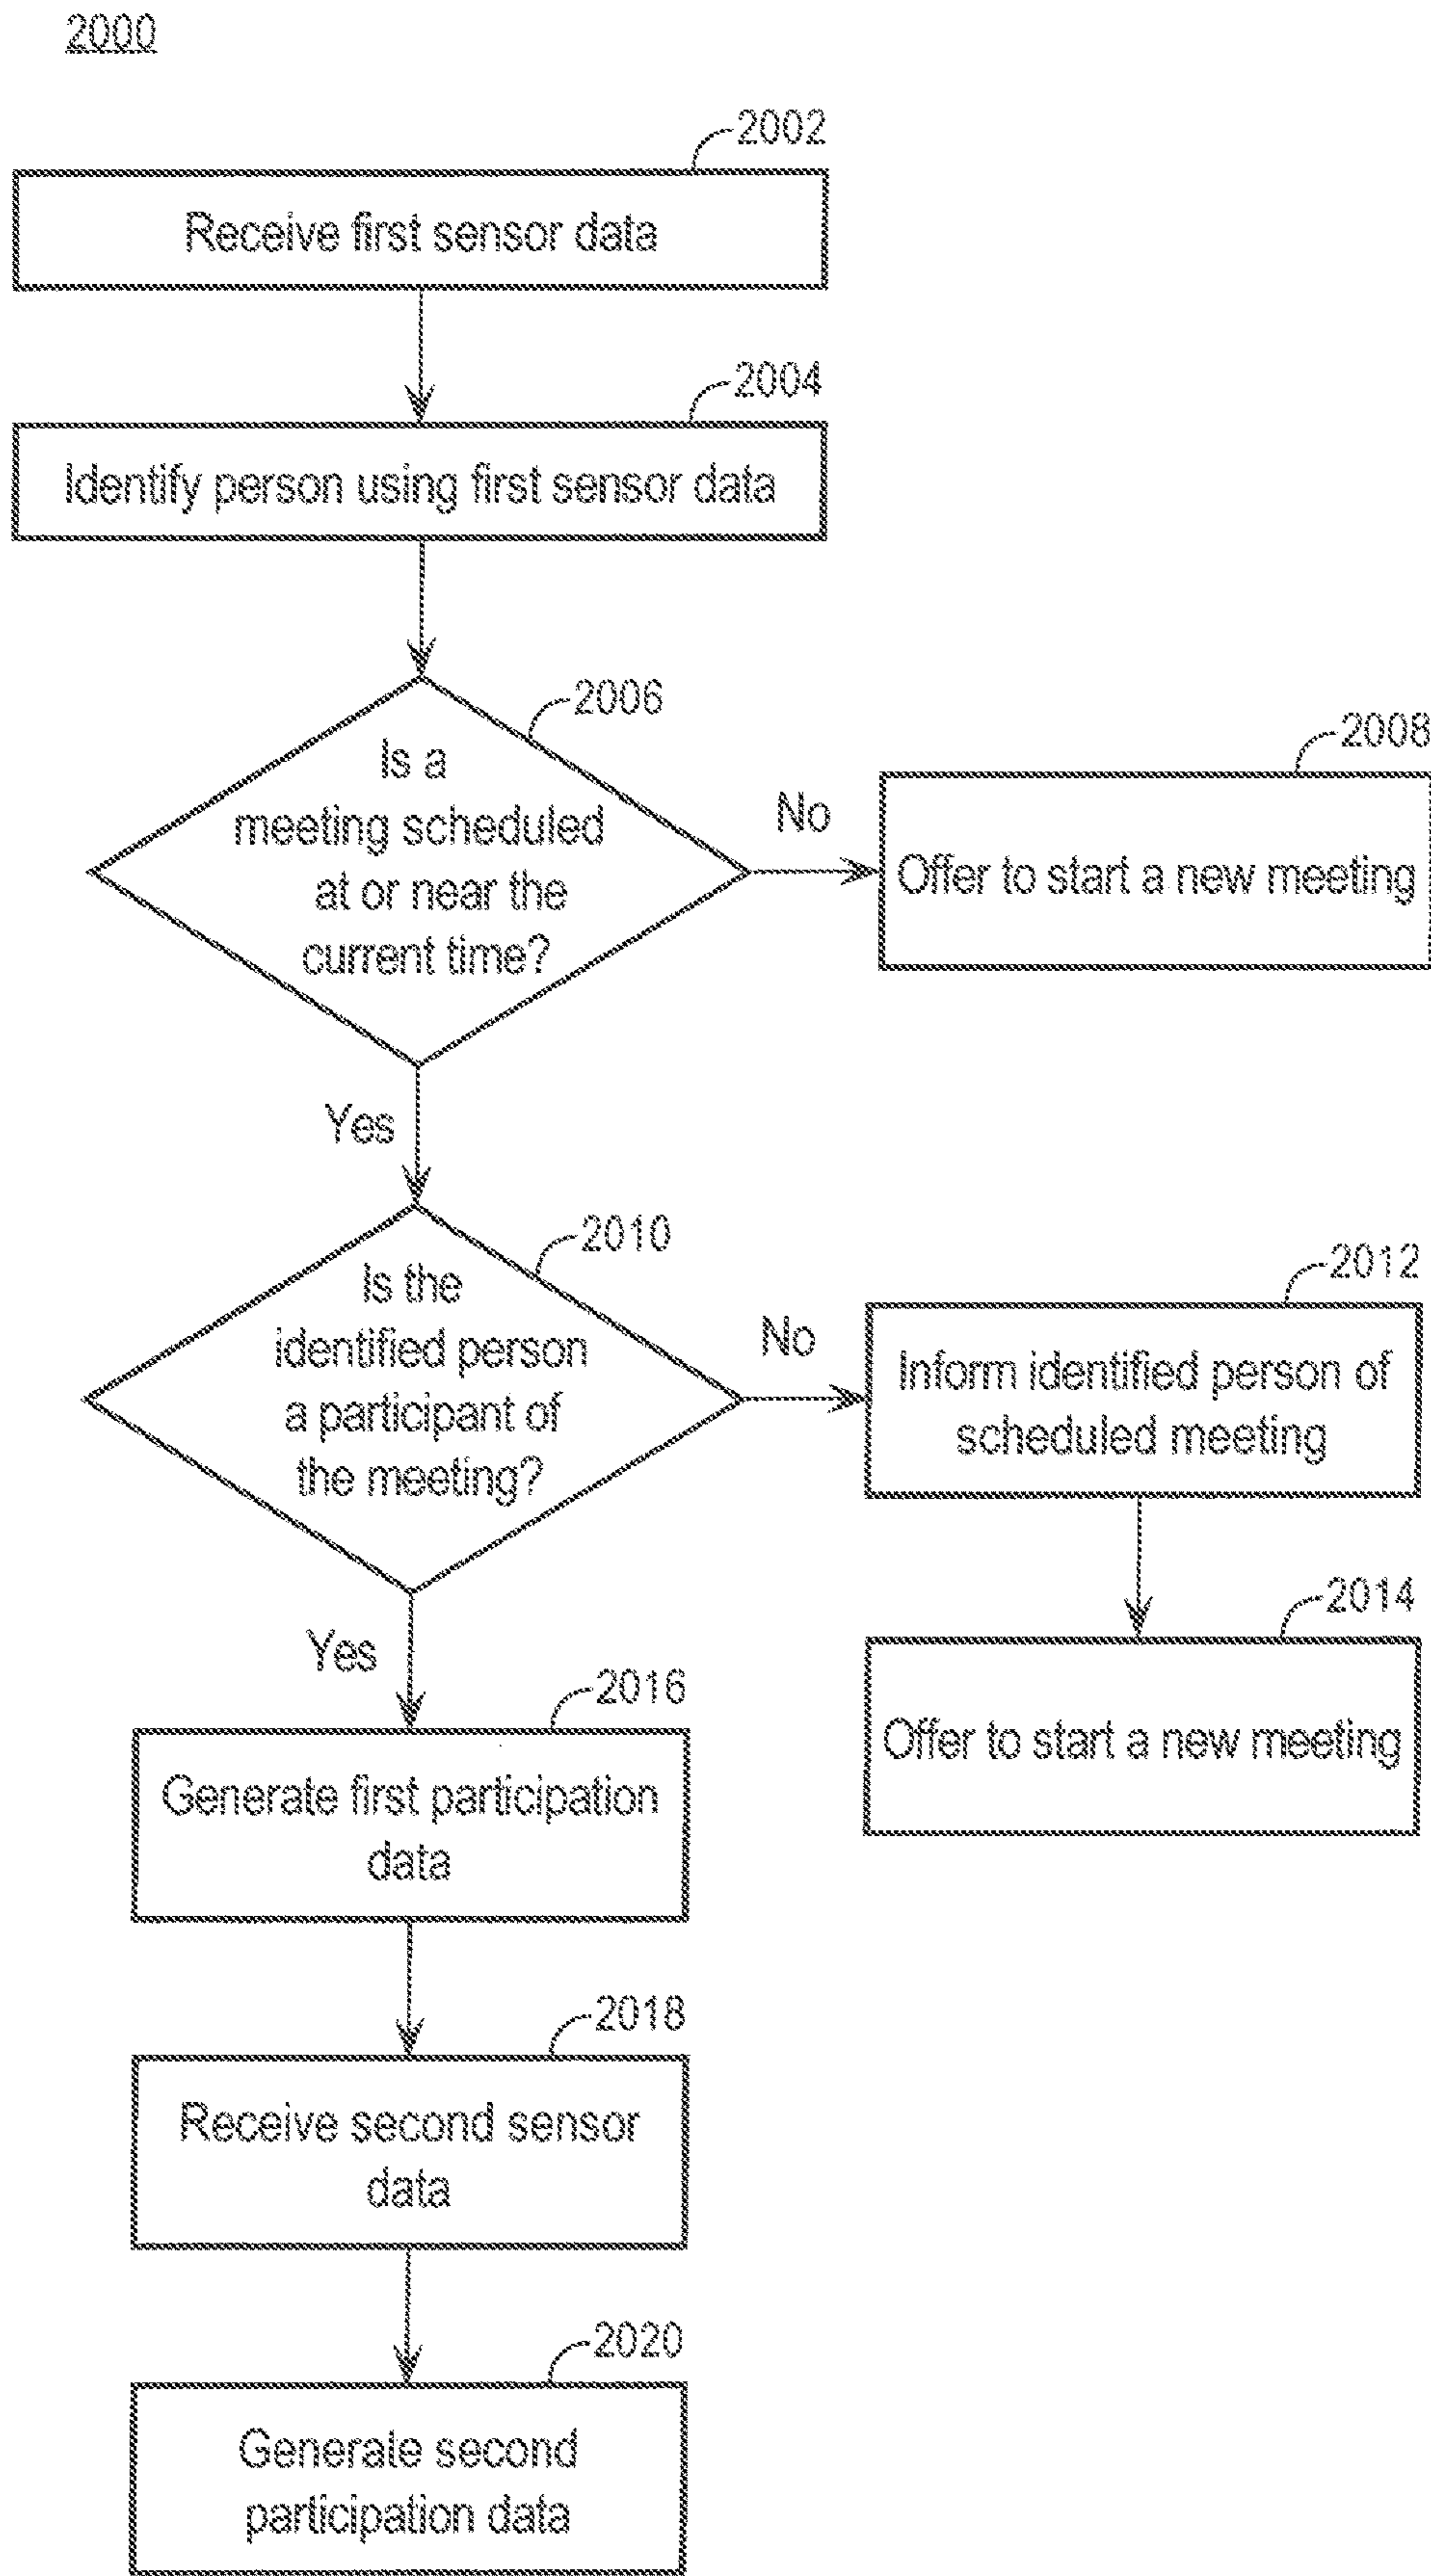 2000
2002
Receive first sensor data
2004
Identify person using first sensor data
2006
Is a
meeting scheduled
at or near the
current time?
No
2008
Offer to start a new meeting
Yes
2010
Is the
identified person
a participant of
the meeting?
No
2012
Inform identified person of
scheduled meeting
2014
Offer to start a new meeting
Yes
2016
Generate first participation
data
2018
Receive second sensor
data
2020
Generate second
participation data